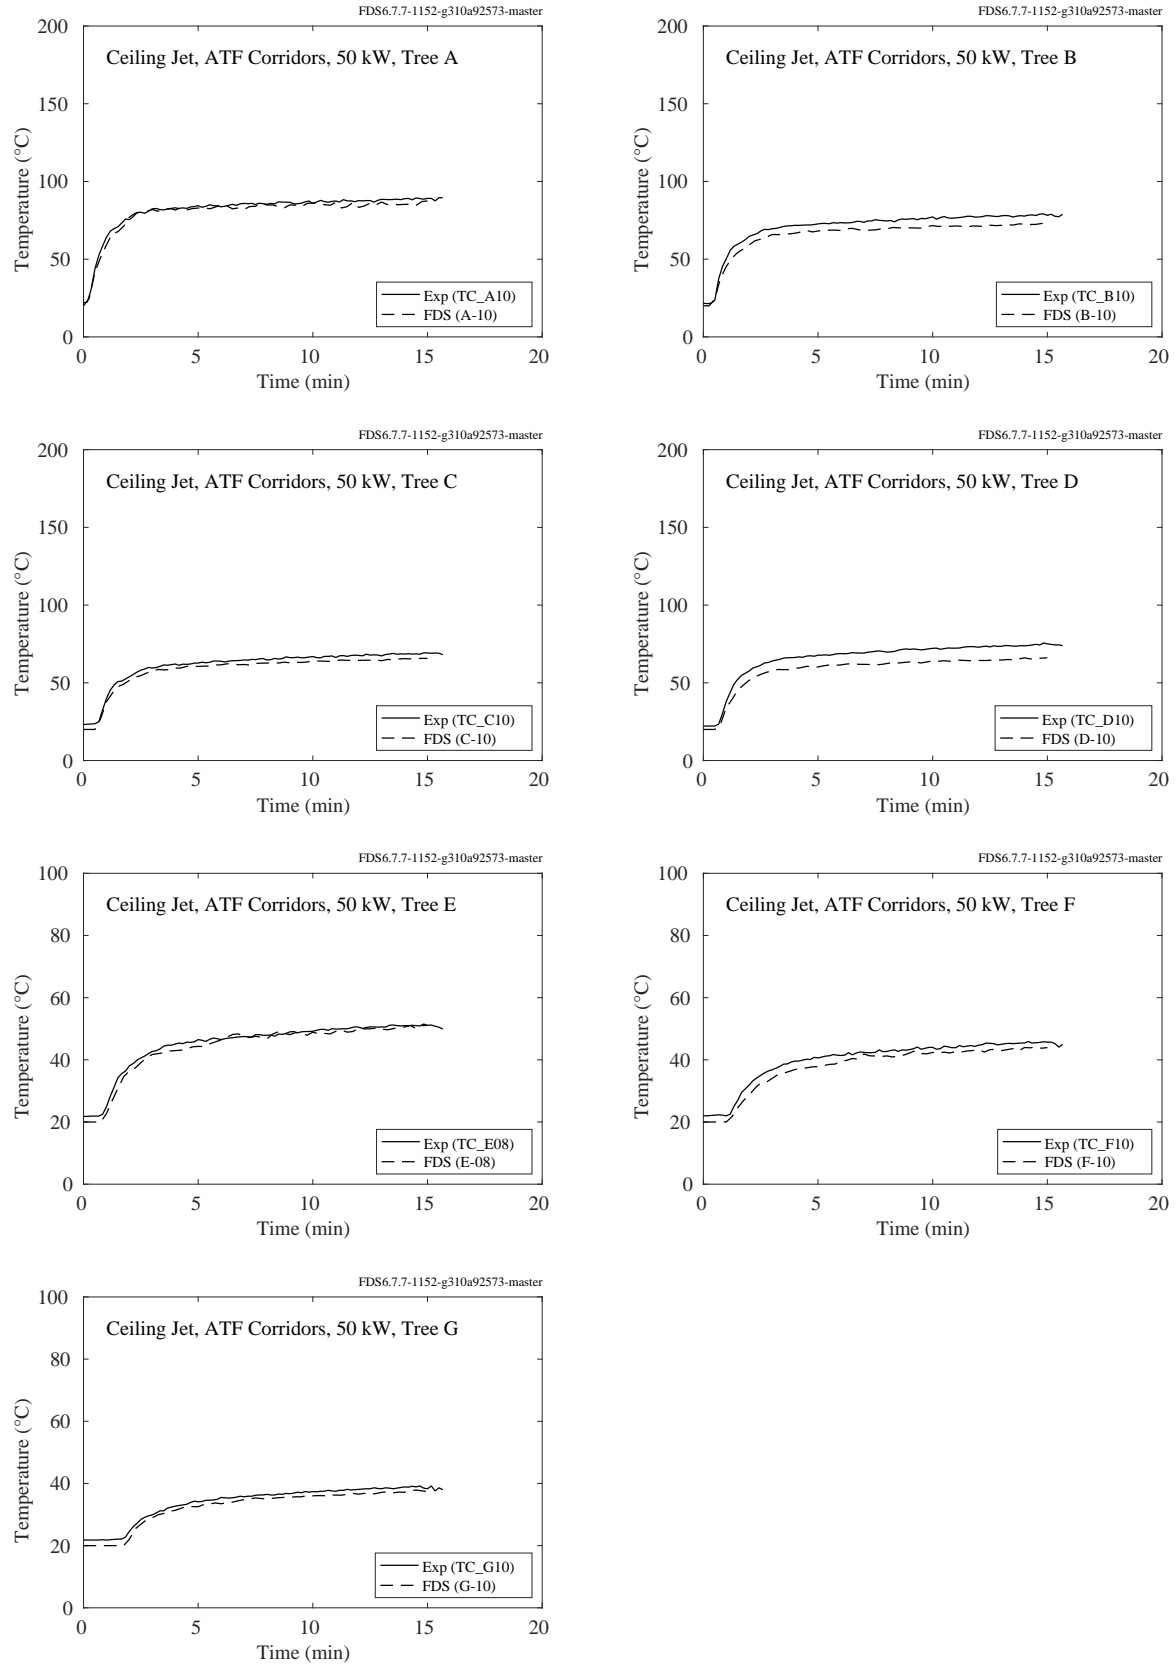 FDS6.7.7-1152-g310a92573-master
Ceiling Jet, ATF Corridors, 50 kW, Tree A
200
150
100
50
0
Temperature (°C)
Exp (TC_A10)
FDS (A-10)
0 5 10 15 20
Time (min)
FDS6.7.7-1152-g310a92573-master
Ceiling Jet, ATF Corridors, 50 kW, Tree B
200
150
100
50
0
Temperature (°C)
Exp (TC_B10)
FDS (B-10)
0 5 10 15 20
Time (min)
FDS6.7.7-1152-g310a92573-master
Ceiling Jet, ATF Corridors, 50 kW, Tree C
200
150
100
50
0
Temperature (°C)
Exp (TC_C10)
FDS (C-10)
0 5 10 15 20
Time (min)
FDS6.7.7-1152-g310a92573-master
Ceiling Jet, ATF Corridors, 50 kW, Tree D
200
150
100
50
0
Temperature (°C)
Exp (TC_D10)
FDS (D-10)
0 5 10 15 20
Time (min)
FDS6.7.7-1152-g310a92573-master
Ceiling Jet, ATF Corridors, 50 kW, Tree E
100
80
60
40
20
0
Temperature (°C)
Exp (TC_E08)
FDS (E-08)
0 5 10 15 20
Time (min)
FDS6.7.7-1152-g310a92573-master
Ceiling Jet, ATF Corridors, 50 kW, Tree F
100
80
60
40
20
0
Temperature (°C)
Exp (TC_F10)
FDS (F-10)
0 5 10 15 20
Time (min)
FDS6.7.7-1152-g310a92573-master
Ceiling Jet, ATF Corridors, 50 kW, Tree G
100
80
60
40
20
0
Temperature (°C)
Exp (TC_G10)
FDS (G-10)
0 5 10 15 20
Time (min)